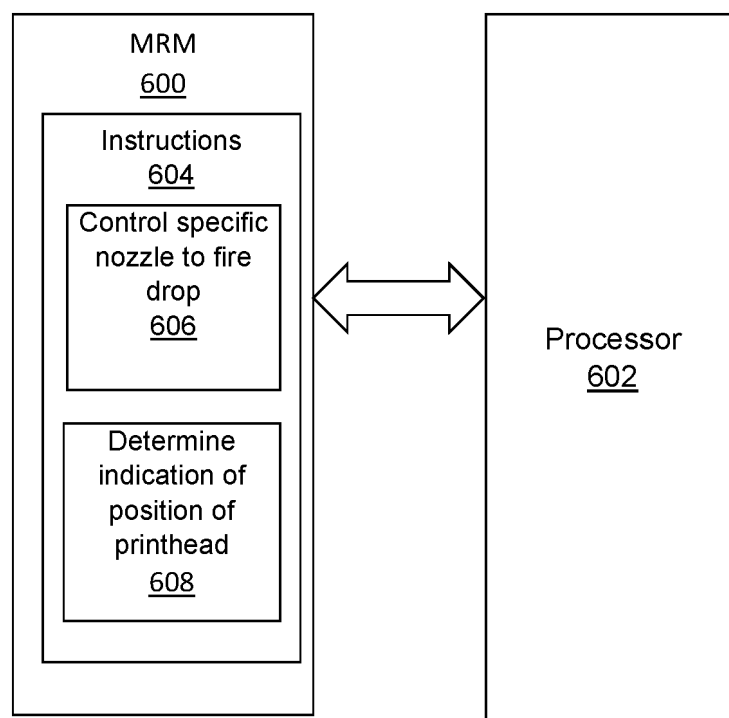 MRM
600
Instructions
604
Control specific
nozzle to fire
drop
606
Determine
indication of
position of
printhead
608
Processor
602